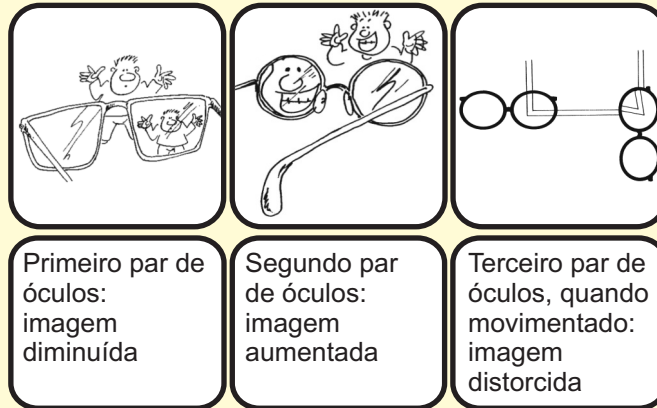 Primeiro par de
óculos:
imagem
diminuída
Segundo par
de óculos:
imagem
aumentada
Terceiro par de
óculos, quando
movimentado:
imagem
distorcida